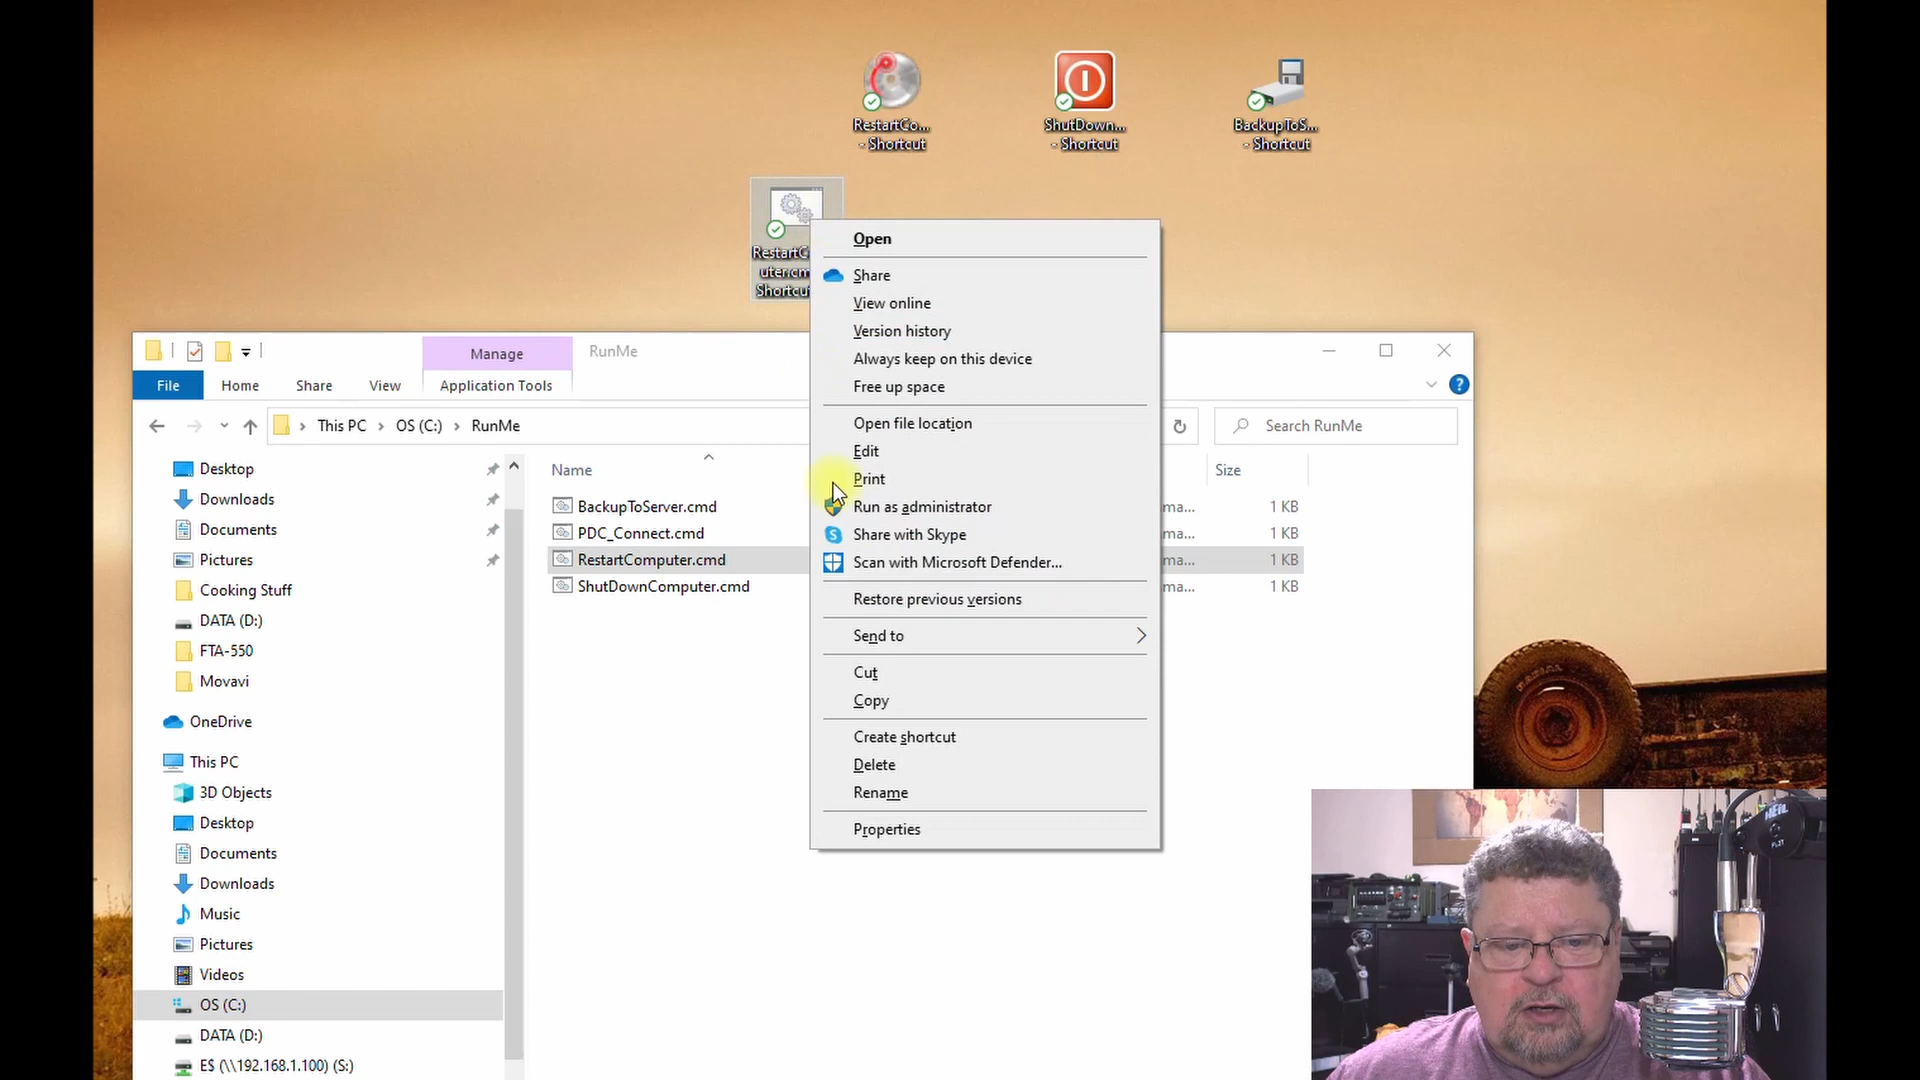 RestartCo...
- Shortcut
ShutDown...
- Shortcut
BackupToS...
- Shortcut
RestartC
uter.cm
Shortcu
Open
Share
View online
Version history
Always keep on this device
Free up space
Open file location
Edit
Print
Run as administrator
Share with Skype
Scan with Microsoft Defender...
Restore previous versions
Send to
Cut
Copy
Create shortcut
Delete
Rename
Properties
Manage
RunMe
File
Home
Share
View
Application Tools
This PC
OS (C:)
RunMe
Search RunMe
Desktop
Downloads
Documents
Pictures
Cooking Stuff
DATA (D:)
FTA-550
Movavi
OneDrive
This PC
3D Objects
Desktop
Documents
Downloads
Music
Pictures
Videos
OS (C:)
DATA (D:)
E$ (\\192.168.1.100) (S:)
Name
Size
BackupToServer.cmd
ma...
1 KB
PDC_Connect.cmd
ma...
1 KB
RestartComputer.cmd
ma...
1 KB
ShutDownComputer.cmd
ma...
1 KB
HEIL